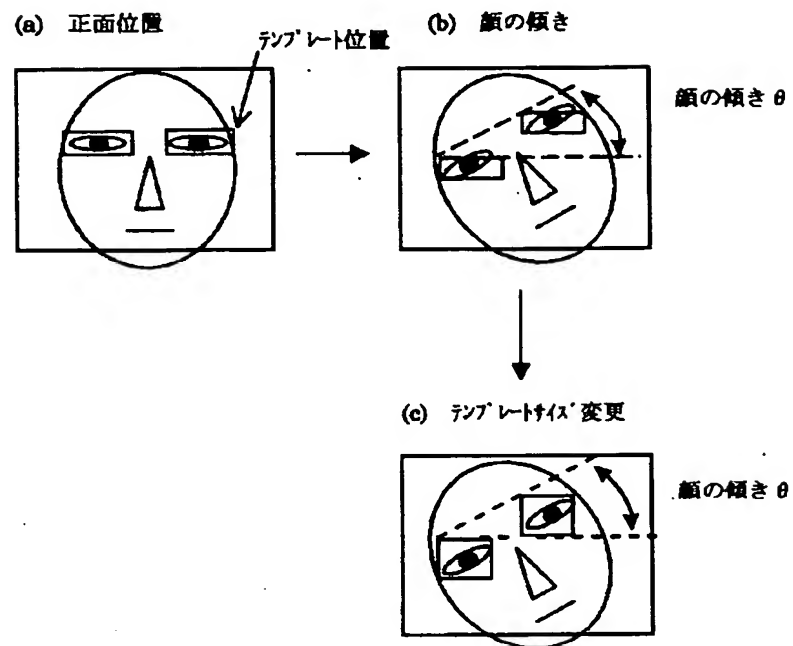 (a) 正面位置
テンプレート位置
(b) 顔の傾き
顔の傾き θ
(c) テンプレートサイズ変更
顔の傾き θ